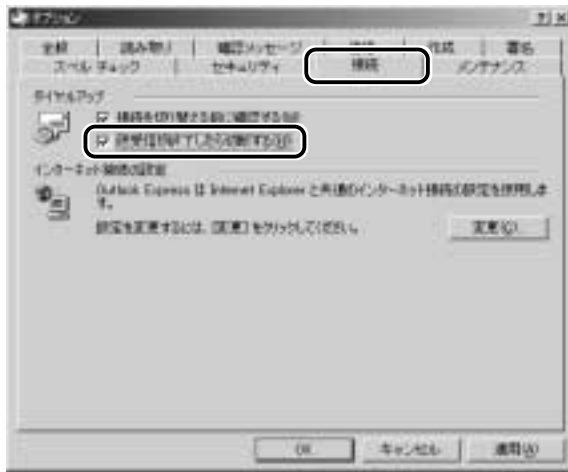 オプション
全般 読み取り 確認メッセージ 作成 署名
スペル チェック セキュリティ 接続 メンテナンス
ダイヤルアップ
接続を切り替える前に確認する
送受信が終了したら切断する(U)
インターネット接続の設定
Outlook Express は Internet Explorer と共通のインターネット接続の設定を使用しま
す。
設定を変更するには、[変更] をクリックしてください。
変更(C)...
OK キャンセル 適用(A)